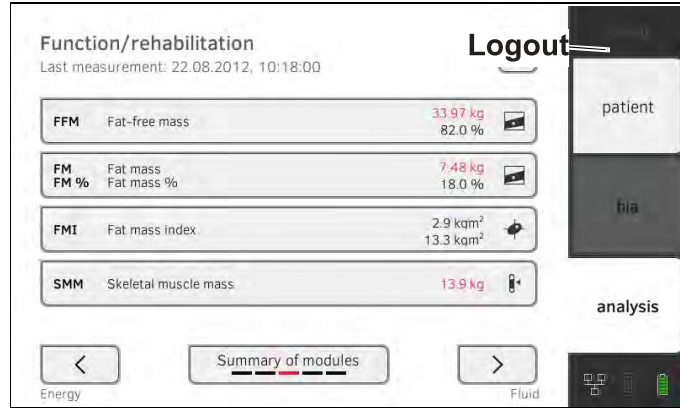 Function/rehabilitation
Last measurement: 22.08.2012, 10:18:00
Logout
FFM Fat-free mass 33.97 kg
82.0 %
FM Fat mass 7.48 kg
FM % Fat mass % 18.0 %
FMI Fat mass index 2.9 kqm²
13.3 kqm²
SMM Skeletal muscle mass 13.9 kg
Summary of modules
Energy
Fluid
patient
bia
analysis